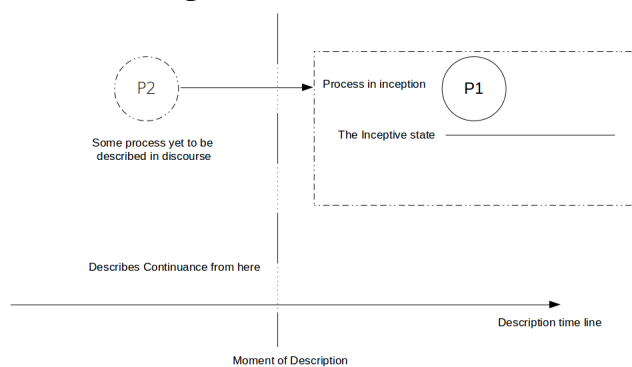 P2
Process in inception
P1
Some process yet to be
described in discourse
The Inceptive state
Describes Continuance from here
Description time line
Moment of Description